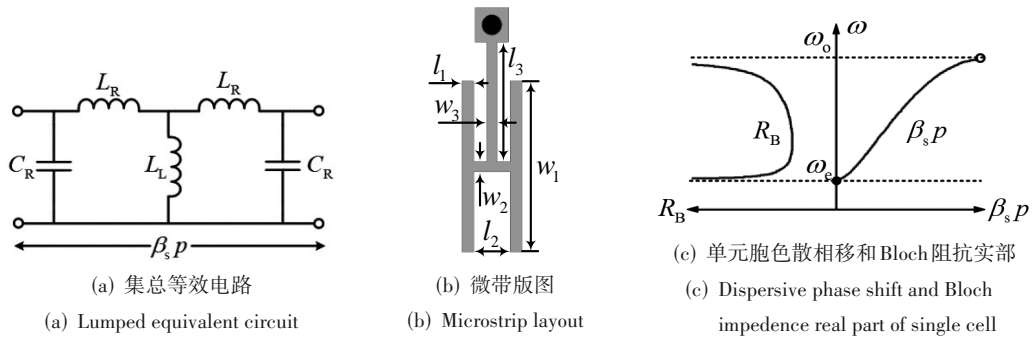 L_R
L_R
C_R
L_L
C_R
β_s p
(a) 集总等效电路
(a) Lumped equivalent circuit
l_1
l_3
w_3
w_1
w_2
l_2
(b) 微带版图
(b) Microstrip layout
ω
ω_o
R_B
β_s p
ω_e
R_B
β_s p
(c) 单元胞色散相移和Bloch阻抗实部
(c) Dispersive phase shift and Bloch
impedence real part of single cell